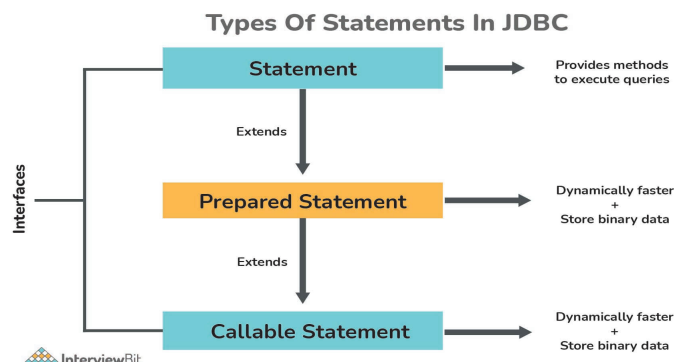 Types Of Statements In JDBC
Statement
Provides methods
to execute queries
Extends
Interfaces
Prepared Statement
Dynamically faster
+
Store binary data
Extends
Callable Statement
Dynamically faster
+
Store binary data
InterviewBit